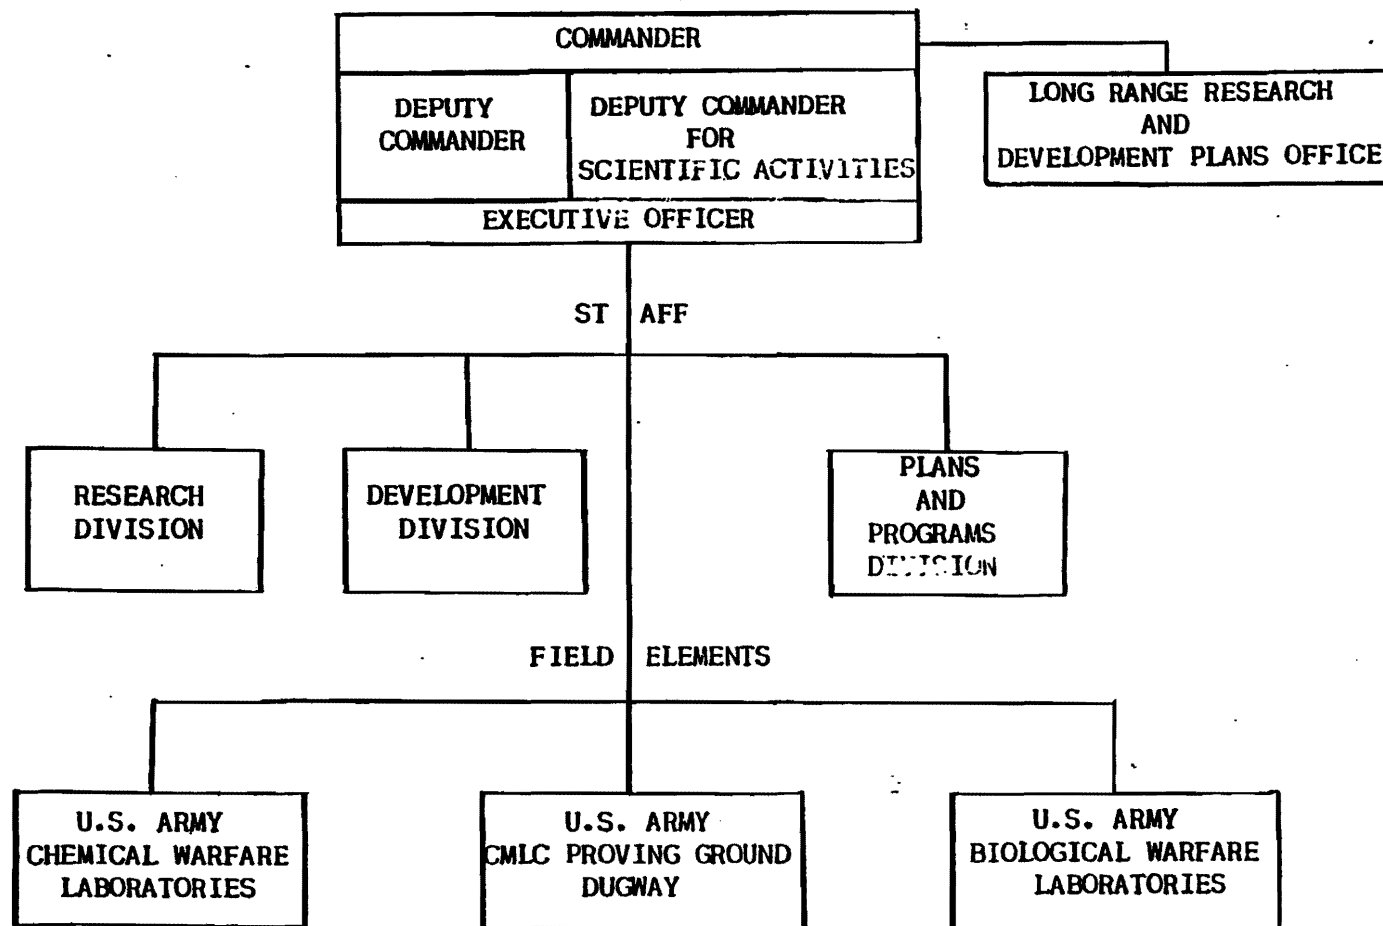 COMMANDER
DEPUTY
COMMANDER
DEPUTY COMMANDER
FOR
SCIENTIFIC ACTIVITIES
EXECUTIVE OFFICER
LONG RANGE RESEARCH
AND
DEVELOPMENT PLANS OFFICE
STAFF
RESEARCH
DIVISION
DEVELOPMENT
DIVISION
PLANS
AND
PROGRAMS
DIVISION
FIELD ELEMENTS
U.S. ARMY
CHEMICAL WARFARE
LABORATORIES
U.S. ARMY
CMLC PROVING GROUND
DUGWAY
U.S. ARMY
BIOLOGICAL WARFARE
LABORATORIES